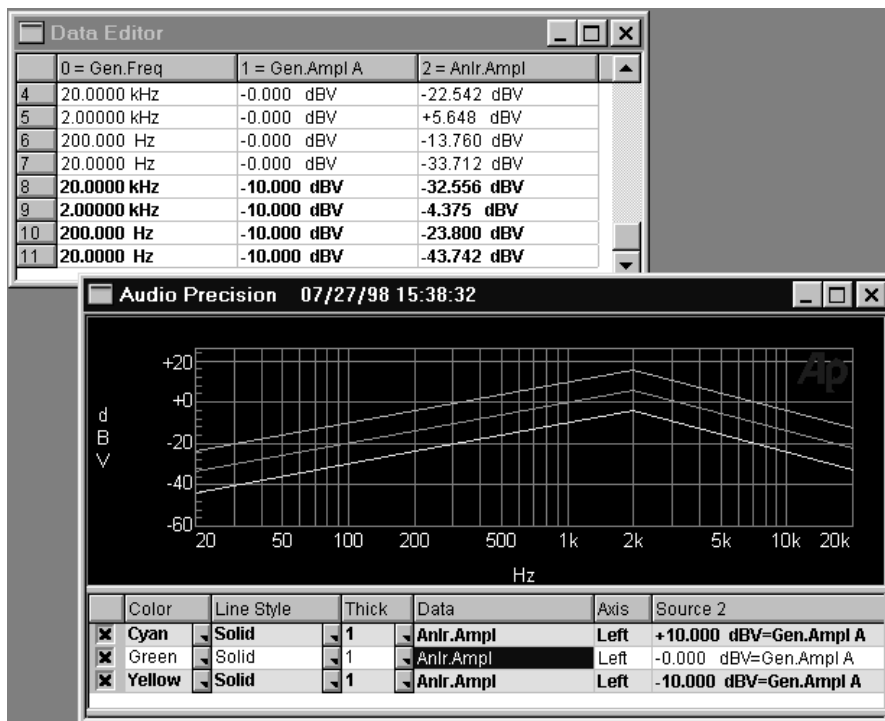 Data Editor
0 = Gen.Freq 1 = Gen.Ampl A 2 = Anlr.Ampl
4 20.0000 kHz -0.000 dBV -22.542 dBV
5 2.00000 kHz -0.000 dBV +5.648 dBV
6 200.000 Hz -0.000 dBV -13.760 dBV
7 20.0000 Hz -0.000 dBV -33.712 dBV
8 20.0000 kHz -10.000 dBV -32.556 dBV
9 2.00000 kHz -10.000 dBV -4.375 dBV
10 200.000 Hz -10.000 dBV -23.800 dBV
11 20.0000 Hz -10.000 dBV -43.742 dBV
Audio Precision 07/27/98 15:38:32
Ap
+20
+0
-20
-40
-60
d
B
V
20 50 100 200 500 1k 2k 5k 10k 20k
Hz
Color Line Style Thick Data Axis Source 2
Cyan Solid 1 Anlr.Ampl Left +10.000 dBV=Gen.Ampl A
Green Solid 1 Anlr.Ampl Left -0.000 dBV=Gen.Ampl A
Yellow Solid 1 Anlr.Ampl Left -10.000 dBV=Gen.Ampl A